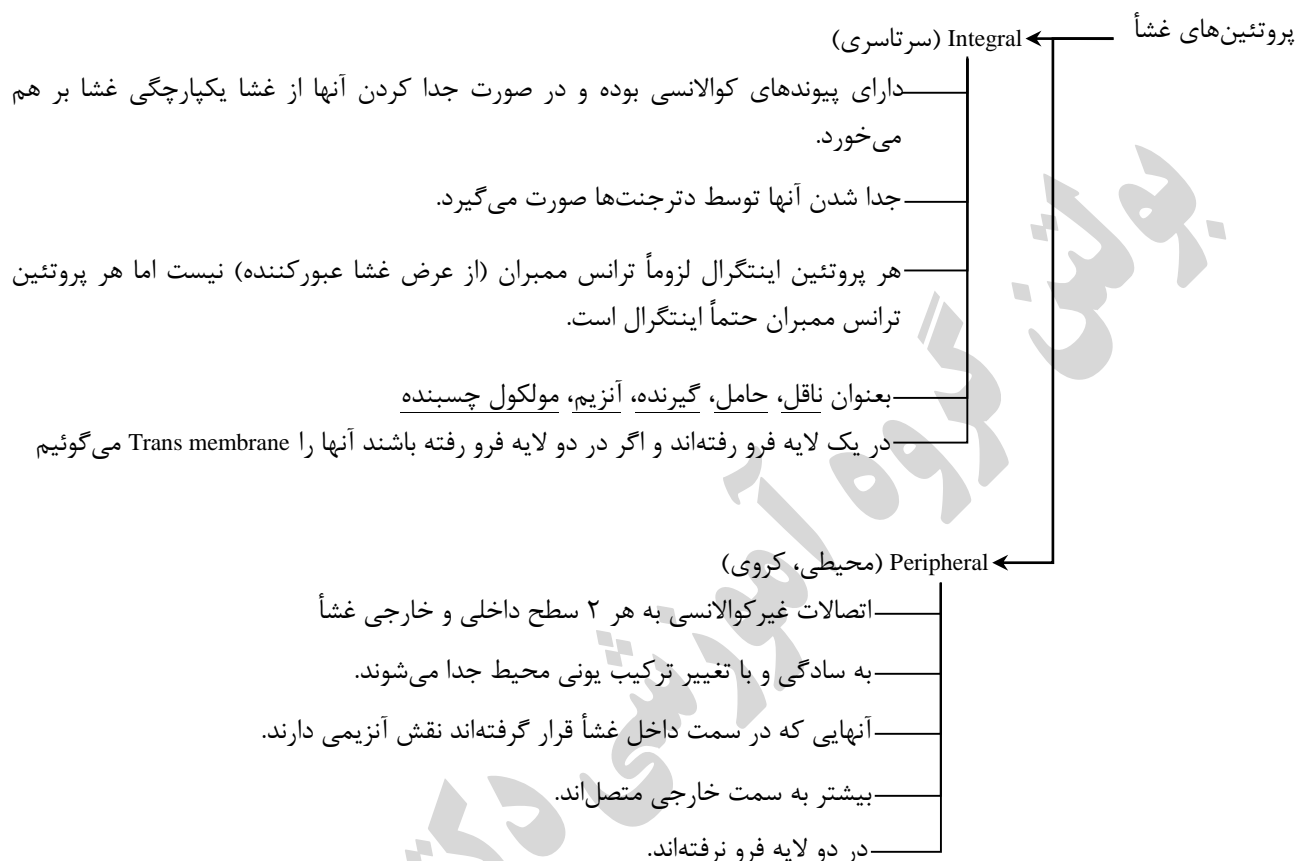 پروتئین‌های غشأ
Integral (سرتاسری)
دارای پیوندهای کووالانسی بوده و در صورت جدا کردن آنها از غشا یکپارچگی غشا بر هم
می‌خورد.
جدا شدن آنها توسط دترجنت‌ها صورت می‌گیرد.
هر پروتئین اینتگرال لزوماً ترانس ممبران (از عرض غشا عبورکننده) نیست اما هر پروتئین
ترانس ممبران حتماً اینتگرال است.
بعنوان ناقل، حامل، گیرنده، آنزیم، مولکول چسبنده
در یک لایه فرو رفته‌اند و اگر در دو لایه فرو رفته باشند آنها را Trans membrane می‌گوئیم
Peripheral (محیطی، کروی)
اتصالات غیرکوالانسی به هر ۲ سطح داخلی و خارجی غشأ
به سادگی و با تغییر ترکیب یونی محیط جدا می‌شوند.
آنهایی که در سمت داخل غشأ قرار گرفته‌اند نقش آنزیمی دارند.
بیشتر به سمت خارجی متصل‌اند.
در دو لایه فرو نرفته‌اند.
بولتن گروه آموزشی